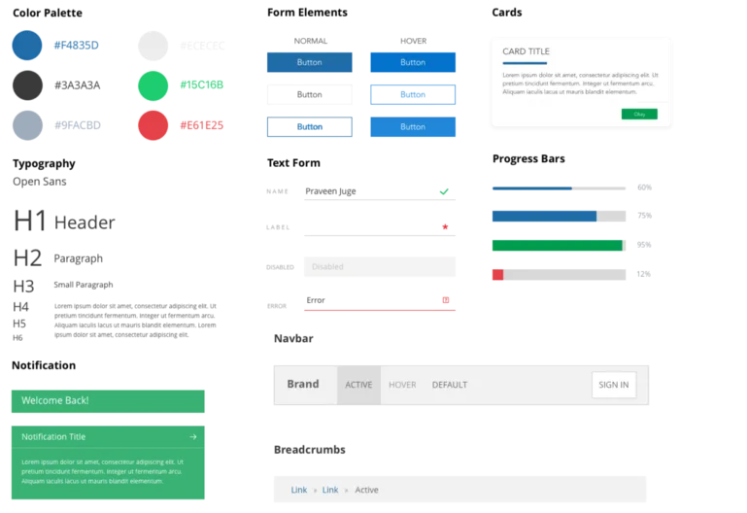 Color Palette
#F4835D
#ECECEC
#3A3A3A
#15C16B
#9FACBD
#E61E25
Typography
Open Sans
H1 Header
H2 Paragraph
H3 Small Paragraph
H4
H5
H6
Lorem ipsum dolor sit amet, consectetur adipiscing ut
pretium tincidunt fermentum. Integer ut fermentum arcu.
Aliquam iaculis lacus ut mauris blandit elementum. Lorem
ipsum dolor sit amet, consectetur adipiscing elit.
Notification
Welcome Back!
Notification Title
Lorem ipsum dolor sit amet, consectetur adipiscing ut
pretium tincidunt fermentum. Integer ut fermentum arcu.
Aliquam iaculis lacus ut mauris blandit elementum.
Form Elements
NORMAL HOVER
Button Button
Button Button
Button Button
Text Form
NAME Praveen Juge
LABEL
DISABLED Disabled
ERROR Error
Navbar
Brand ACTIVE HOVER DEFAULT SIGN IN
Breadcrumbs
Link » Link » Active
Cards
CARD TITLE
Lorem ipsum dolor sit amet, consectetur adipiscing ut
pretium tincidunt fermentum. Integer ut fermentum arcu.
Aliquam iaculis lacus ut mauris blandit elementum.
Okay
Progress Bars
60%
75%
95%
12%